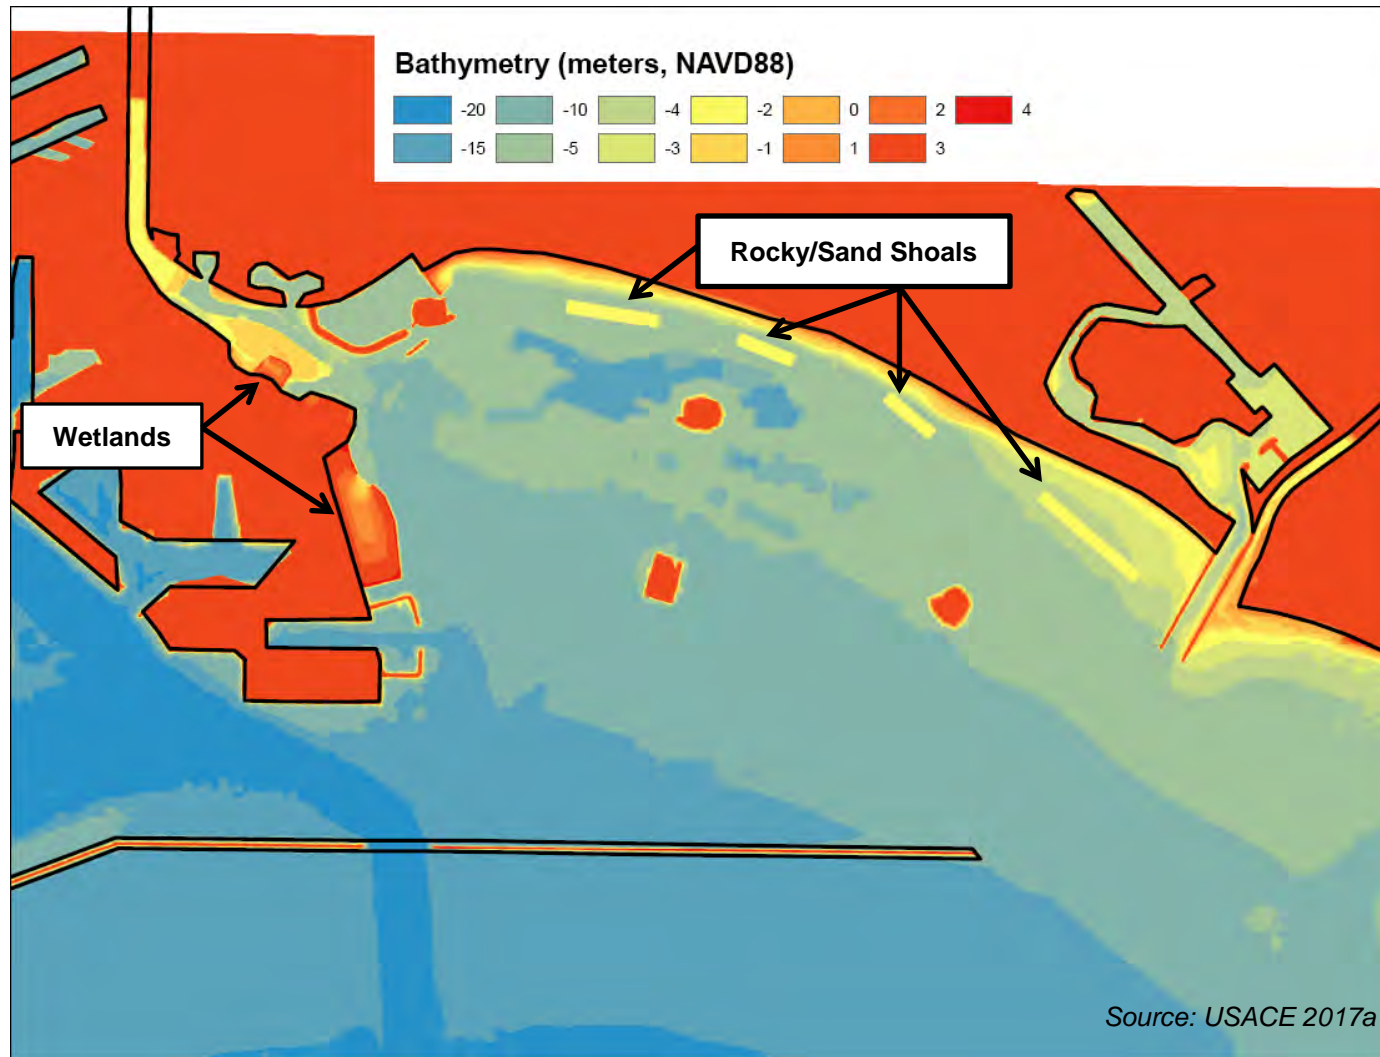 Bathymetry (meters, NAVD88)
-20 -10 -4 -2 0 2 4
-15 -5 -3 -1 1 3
Rocky/Sand Shoals
Wetlands
Source: USACE 2017a